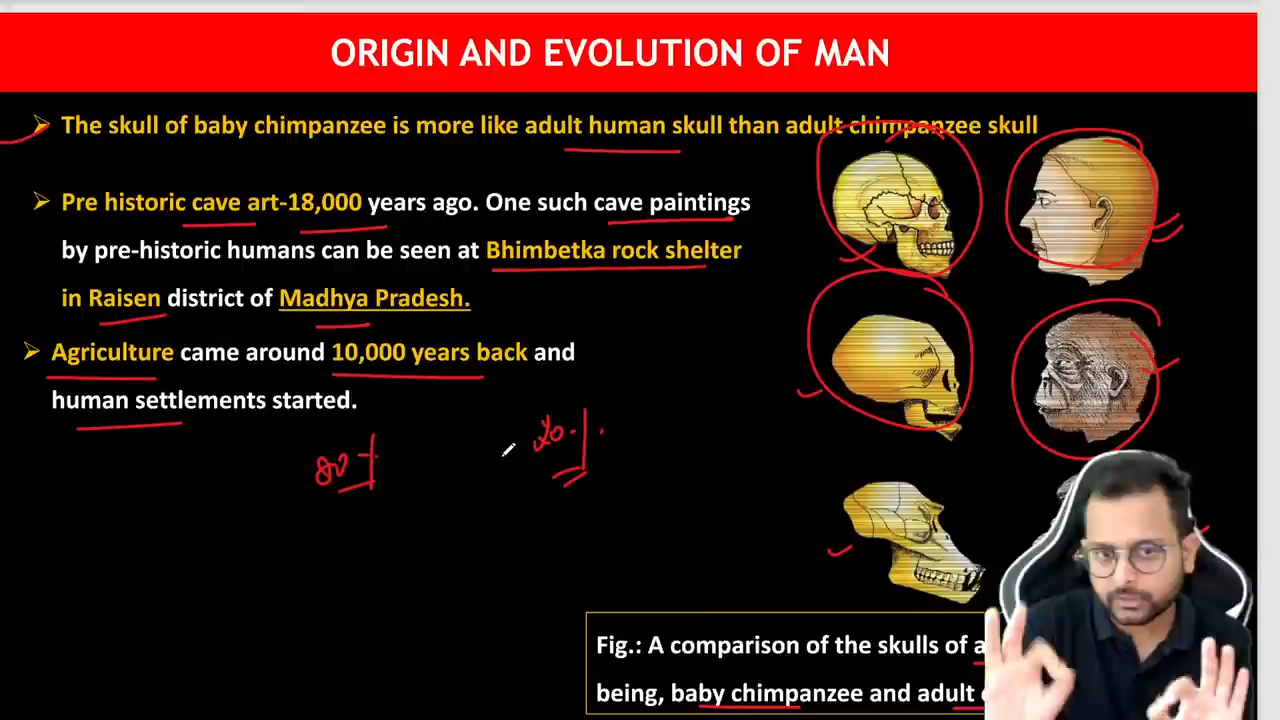 ORIGIN AND EVOLUTION OF MAN
➢ The skull of baby chimpanzee is more like adult human skull than adult chimpanzee skull
➢ Pre historic cave art-18,000 years ago. One such cave paintings
by pre-historic humans can be seen at Bhimbetka rock shelter
in Raisen district of Madhya Pradesh.
➢ Agriculture came around 10,000 years back and
human settlements started.
Fig.: A comparison of the skulls of
being, baby chimpanzee and adult